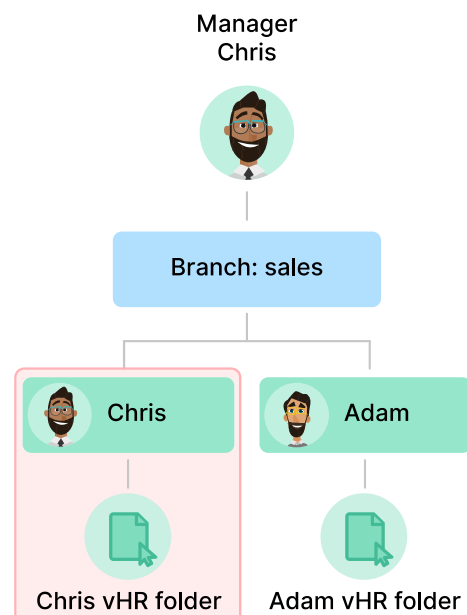 Manager
Chris
Branch: sales
Chris
Adam
Chris vHR folder
Adam vHR folder